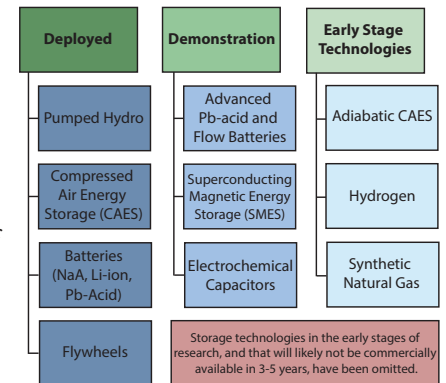 Deployed
Pumped Hydro
Compressed
Air Energy
Storage (CAES)
Batteries
(NaA, Li-ion,
Pb-Acid)
Flywheels
Demonstration
Advanced
Pb-acid and
Flow Batteries
Superconducting
Magnetic Energy
Storage (SMES)
Electrochemical
Capacitors
Early Stage
Technologies
Adiabatic CAES
Hydrogen
Synthetic
Natural Gas
Storage technologies in the early stages of
research, and that will likely not be commercially
available in 3-5 years, have been omitted.